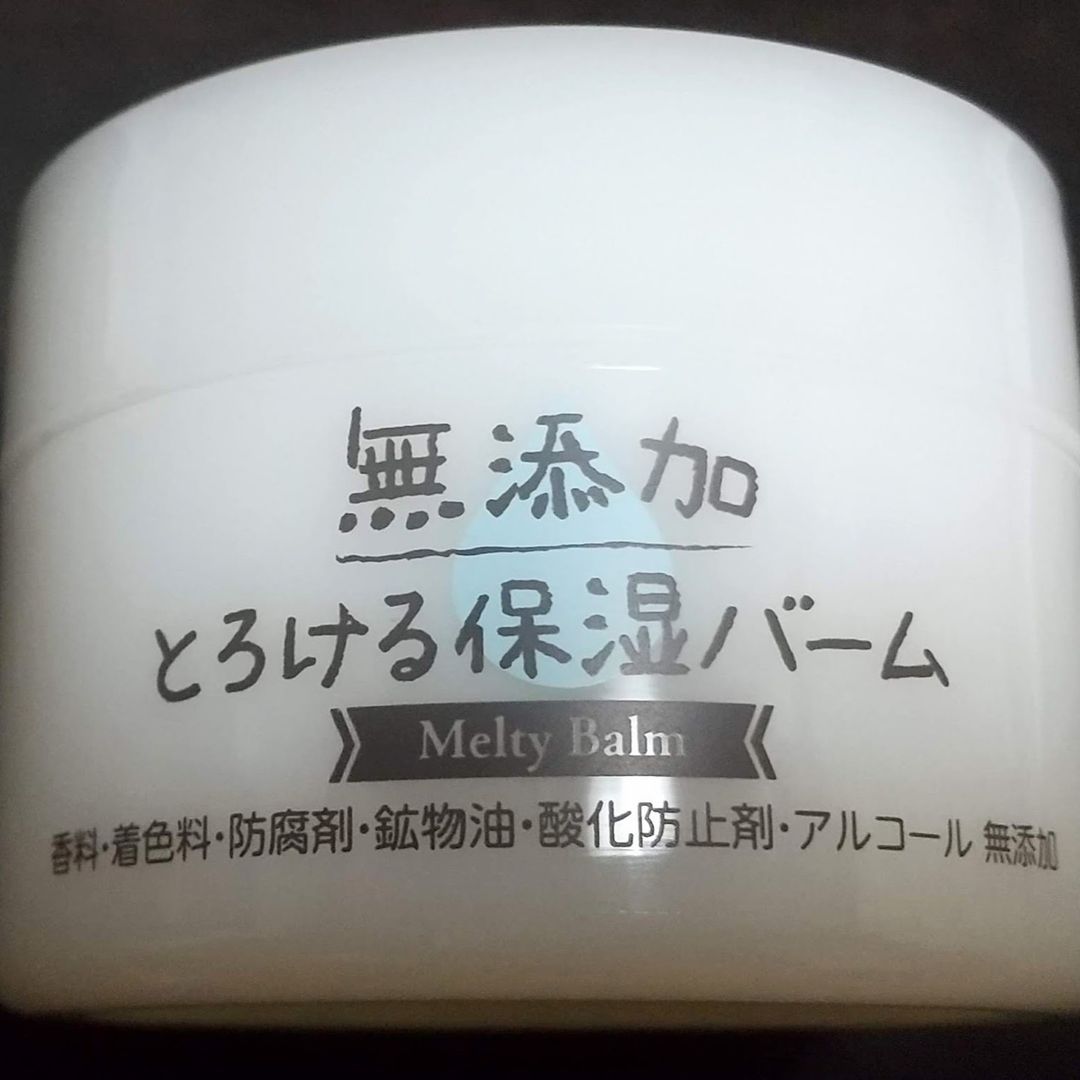 無添加
とろける保湿バーム
Melty Balm
香料・着色料・防腐剤・鉱物油・酸化防止剤・アルコール 無添加